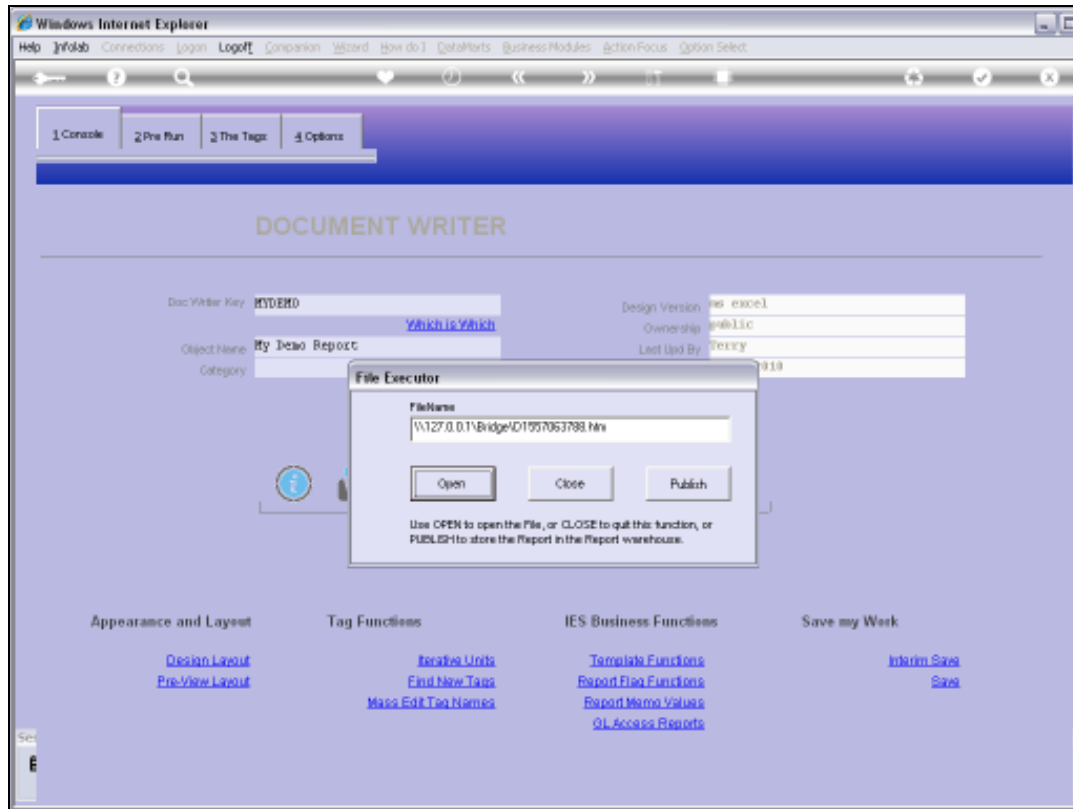 Windows Internet Explorer
Help Infolab Connections Logon Logoff Companion Wizard How do I DataMarts Business Modules Action Focus Option Select
1 Console 2 Pre Run 3 The Tags 4 Options
DOCUMENT WRITER
Doc Writer Key MYDEMO
Which is Which
Object Name My Demo Report
Category
Design Version ms excel
Ownership public
Last Upd By Terry
2010
File Executor
FileName
\\127.0.0.1\Bridge\D1557063788.htm
Open Close Publish
Use OPEN to open the File, or CLOSE to quit this function, or
PUBLISH to store the Report in the Report warehouse.
Appearance and Layout Tag Functions IES Business Functions Save my Work
Design Layout Iterative Units Template Functions Interim Save
Pre-View Layout Find New Tags Report Flag Functions Save
Mass Edit Tag Names Report Memo Values
GL Access Reports